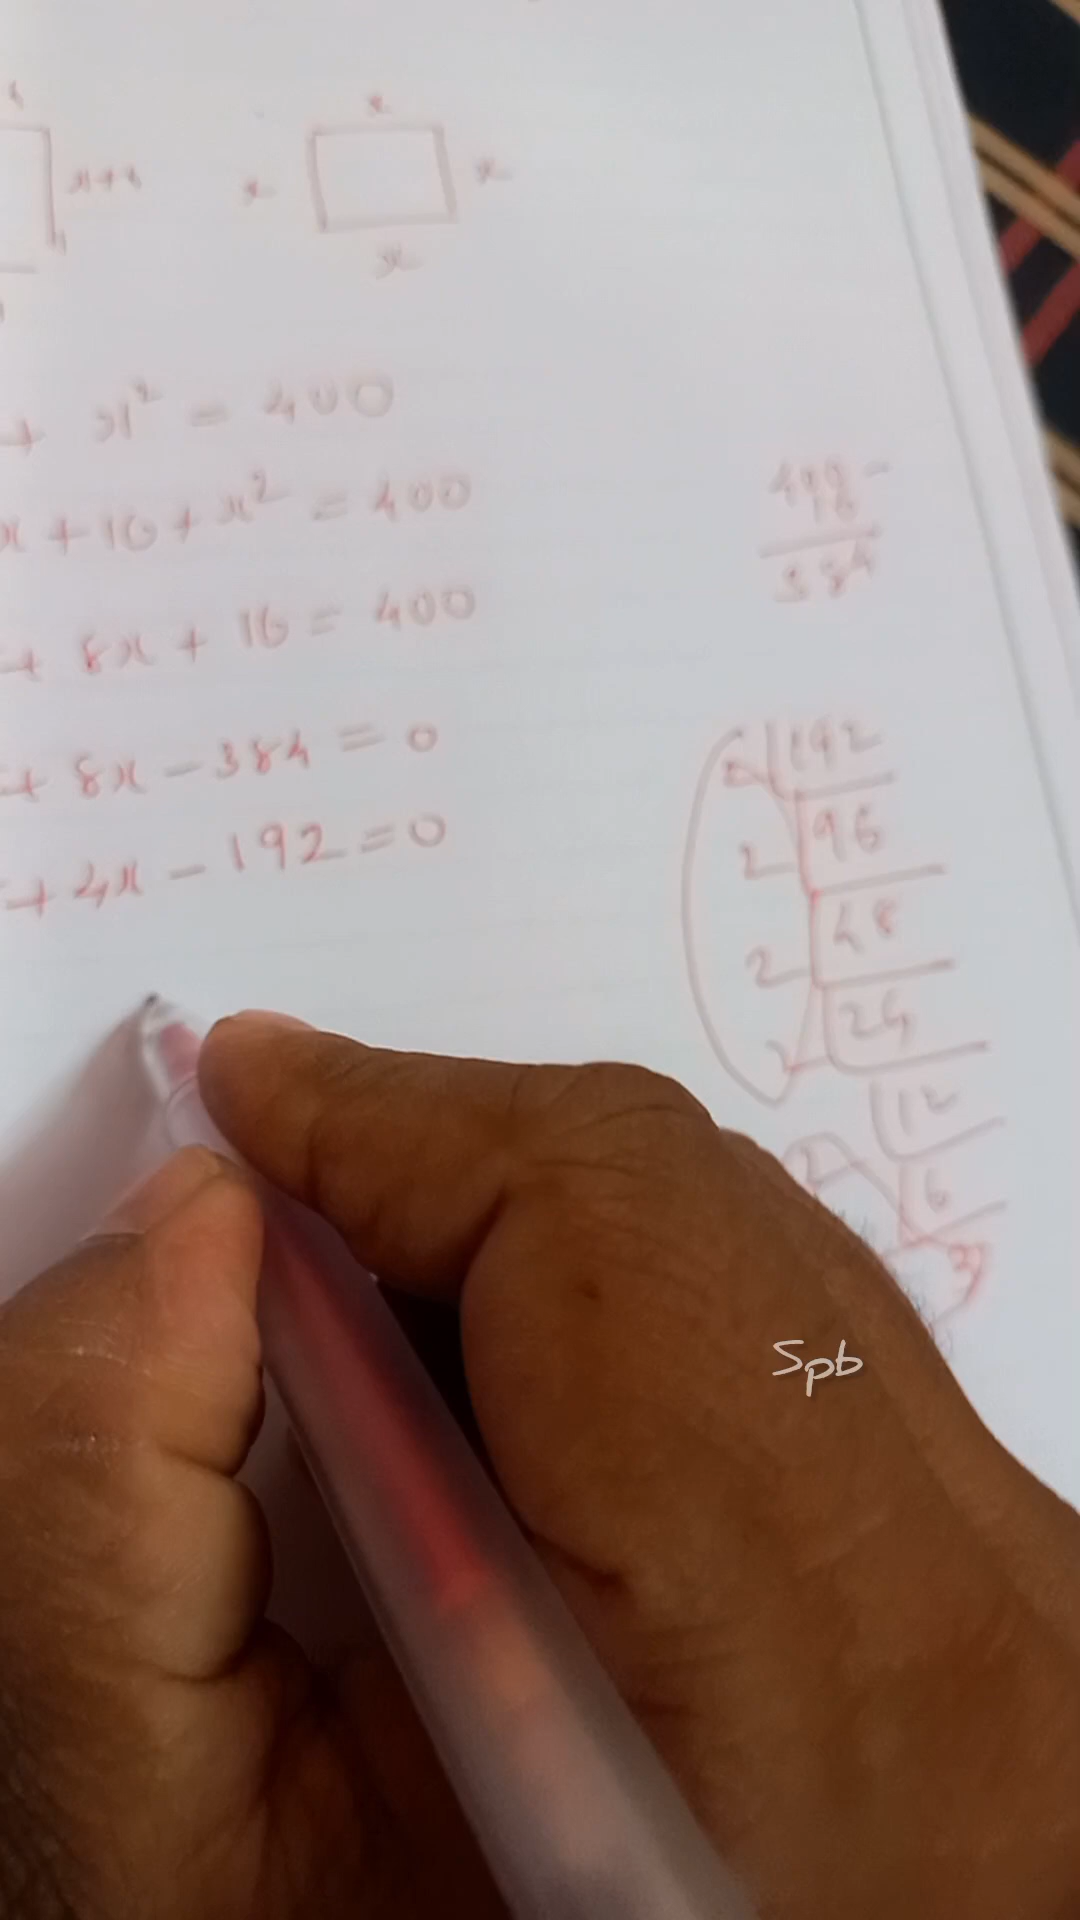 x
x+4
x
x
x
+ x² = 400
x + 16 + x² = 400
+ 8x + 16 = 400
+ 8x - 384 = 0
+ 4x - 192 = 0
400 -
16
384
2 192
2 96
2 48
2 24
12
2 6
3
Spb